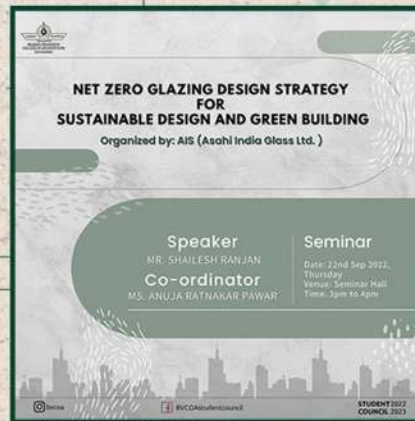 NET ZERO GLAZING DESIGN STRATEGY
FOR
SUSTAINABLE DESIGN AND GREEN BUILDING
Organized by: AIS (Asahi India Glass Ltd. )
Speaker
MR. SHAILESH RANJAN
Co-ordinator
MS. ANUJA RATNAKAR PAWAR
Seminar
Date: 22nd Sep 2022,
Thursday
Venue: Seminar Hall
Time: 3pm to 4pm
BVCOAstudentcouncil
STUDENT 2022
COUNCIL 2023